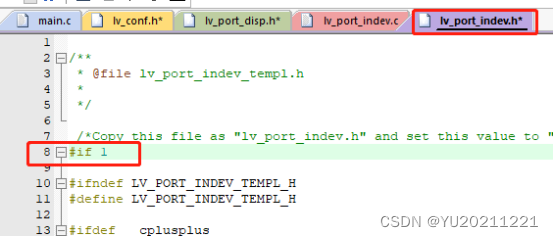 main.c lv_conf.h* lv_port_disp.h* lv_port_indev.c lv_port_indev.h*
1
2 /**
3 * @file lv_port_indev_templ.h
4 *
5 */
6
7 /*Copy this file as "lv_port_indev.h" and set this value to "
8 #if 1
9
10 #ifndef LV_PORT_INDEV_TEMPL_H
11 #define LV_PORT_INDEV_TEMPL_H
12
13 #ifdef __cplusplus
CSDN @YU20211221